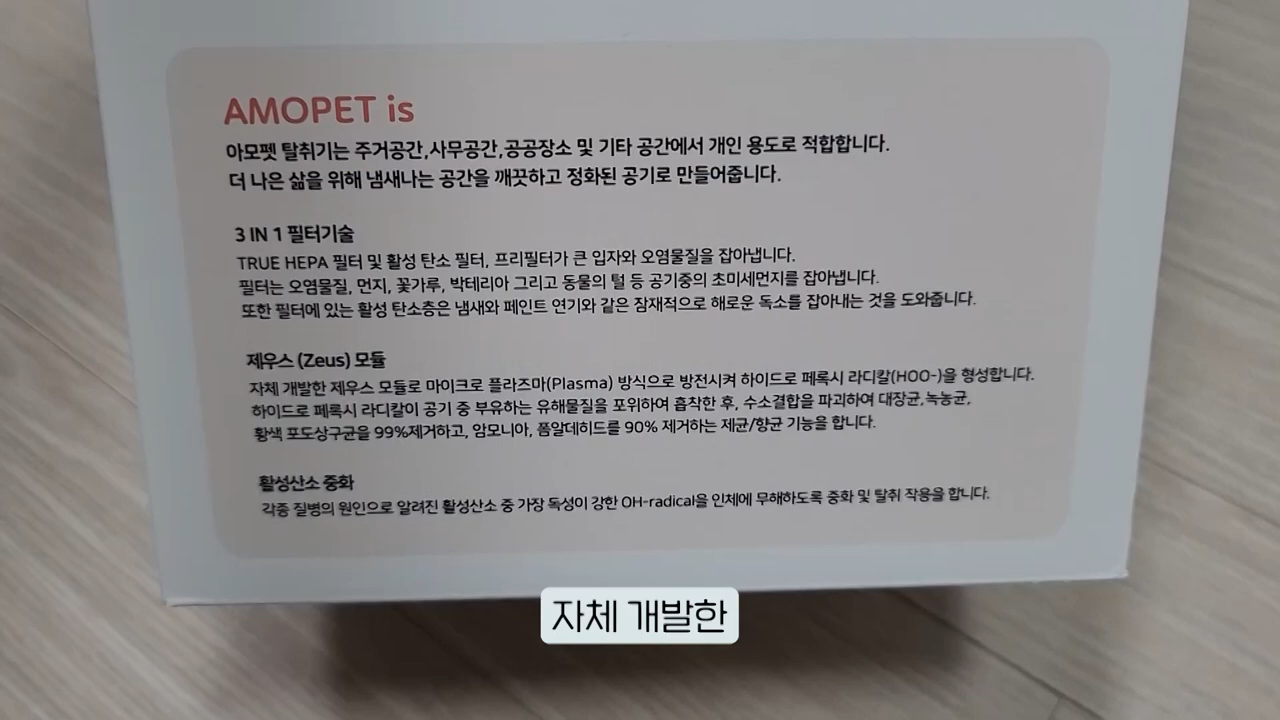 AMOPET is
아모펫 탈취기는 주거공간,사무공간,공공장소 및 기타 공간에서 개인 용도로 적합합니다.
더 나은 삶을 위해 냄새나는 공간을 깨끗하고 정화된 공기로 만들어줍니다.
3 IN 1 필터기술
TRUE HEPA 필터 및 활성 탄소 필터, 프리필터가 큰 입자와 오염물질을 잡아냅니다.
필터는 오염물질, 먼지, 꽃가루, 박테리아 그리고 동물의 털 등 공기중의 초미세먼지를 잡아냅니다.
또한 필터에 있는 활성 탄소층은 냄새와 페인트 연기와 같은 잠재적으로 해로운 독소를 잡아내는 것을 도와줍니다.
제우스 (Zeus) 모듈
자체 개발한 제우스 모듈로 마이크로 플라즈마(Plasma) 방식으로 방전시켜 하이드로 페록시 라디칼(HOO-)을 형성합니다.
하이드로 페록시 라디칼이 공기 중 부유하는 유해물질을 포위하여 흡착한 후, 수소결합을 파괴하여 대장균,녹농균,
황색 포도상구균을 99%제거하고, 암모니아, 폼알데히드를 90% 제거하는 제균/향균 기능을 합니다.
활성산소 중화
각종 질병의 원인으로 알려진 활성산소 중 가장 독성이 강한 OH-radical을 인체에 무해하도록 중화 및 탈취 작용을 합니다.
자체 개발한